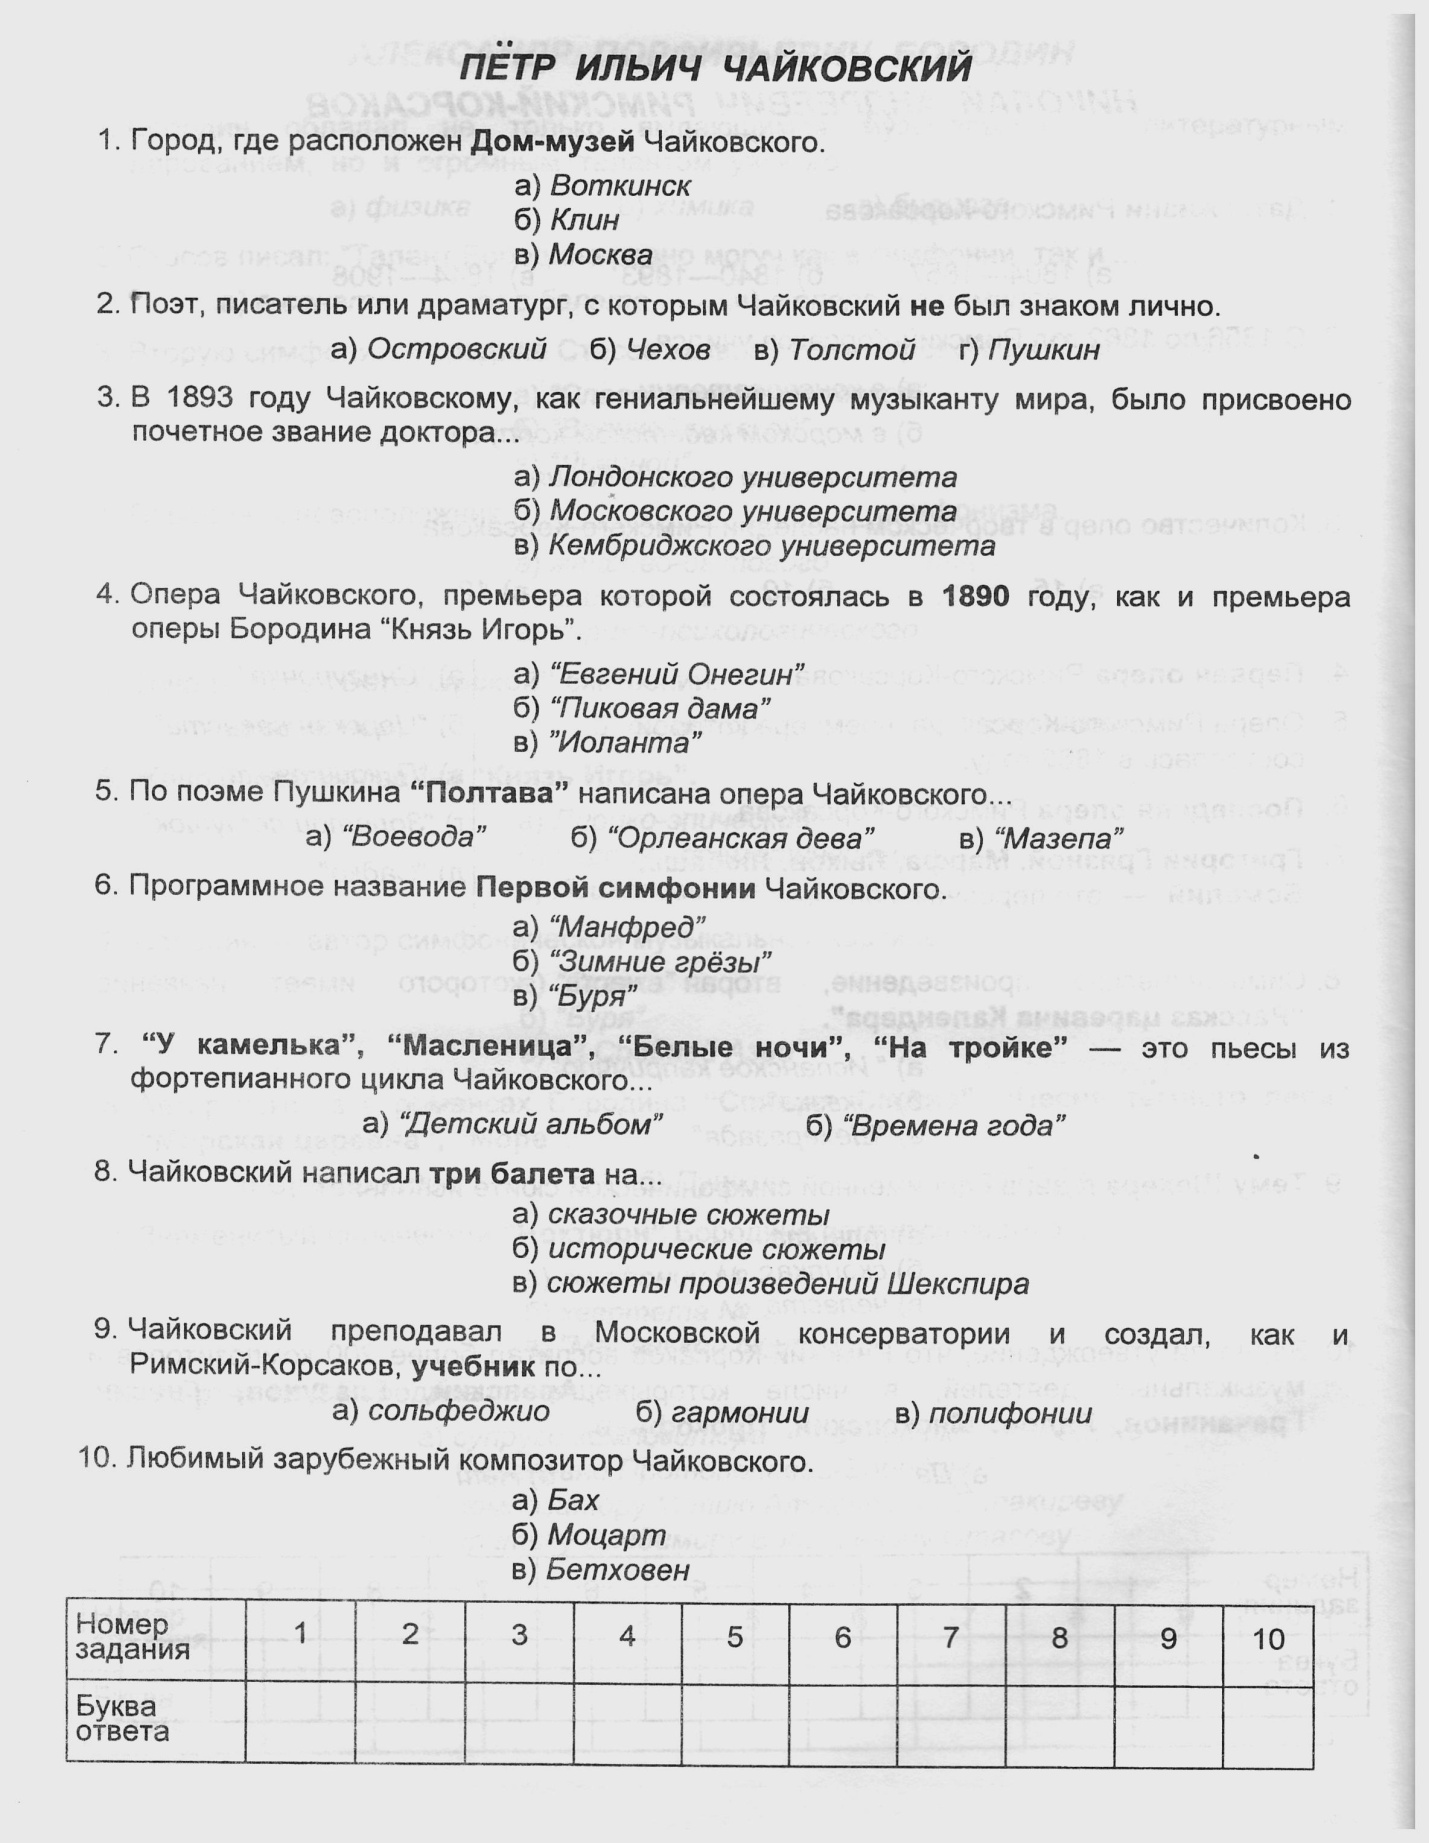 ПЁТР ИЛЬИЧ ЧАЙКОВСКИЙ
1. Город, где расположен Дом-музей Чайковского.
а) Воткинск
б) Клин
в) Москва
2. Поэт, писатель или драматург, с которым Чайковский не был знаком лично.
а) Островский б) Чехов в) Толстой г) Пушкин
3. В 1893 году Чайковскому, как гениальнейшему музыканту мира, было присвоено
почетное звание доктора...
а) Лондонского университета
б) Московского университета
в) Кембриджского университета
4. Опера Чайковского, премьера которой состоялась в 1890 году, как и премьера
оперы Бородина “Князь Игорь”.
а) “Евгений Онегин”
б) “Пиковая дама”
в) ”Иоланта”
5. По поэме Пушкина “Полтава” написана опера Чайковского...
а) “Воевода” б) “Орлеанская дева” в) “Мазепа”
6. Программное название Первой симфонии Чайковского.
а) “Манфред”
б) “Зимние грёзы”
в) “Буря”
7. “У камелька”, “Масленица”, “Белые ночи”, “На тройке” — это пьесы из
фортепианного цикла Чайковского...
а) “Детский альбом” б) “Времена года”
8. Чайковский написал три балета на...
а) сказочные сюжеты
б) исторические сюжеты
в) сюжеты произведений Шекспира
9. Чайковский преподавал в Московской консерватории и создал, как и
Римский-Корсаков, учебник по...
а) сольфеджио б) гармонии в) полифонии
10. Любимый зарубежный композитор Чайковского.
а) Бах
б) Моцарт
в) Бетховен
Номер задания 1 2 3 4 5 6 7 8 9 10
Буква ответа